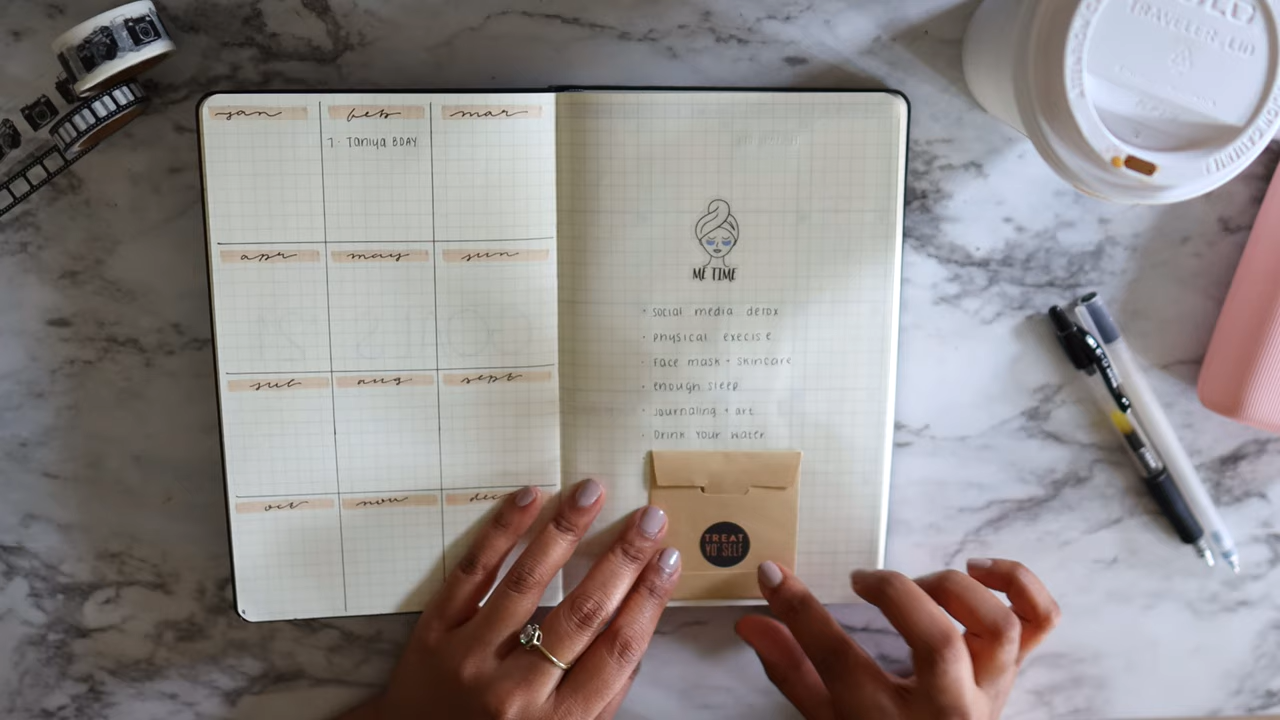 jan feb mar
7 - Taniya BDAY
apr may jun
jul aug sept
oct nov dec
ME TIME
· social media detox
· physical execise
· Face mask + skincare
· enough sleep
· journaling + art
· Drink your water
TREAT
YO' SELF
TRAVELER LID